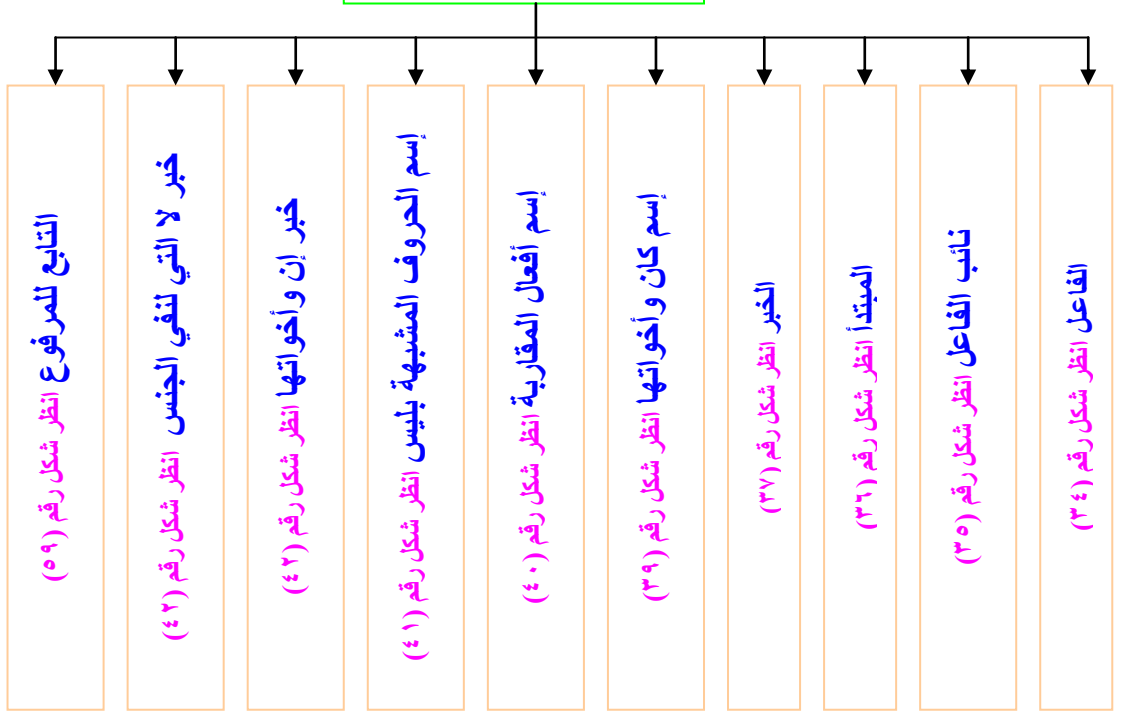 الفاعل انظر شكل رقم (٣٤)
نائب الفاعل انظر شكل رقم (٣٥)
المبتدأ انظر شكل رقم (٣٦)
الخبر انظر شكل رقم (٣٧)
إسم كان وأخواتها انظر شكل رقم (٣٩)
إسم أفعال المقاربة انظر شكل رقم (٤٠)
إسم الحروف المشبهة بليس انظر شكل رقم (٤١)
خبر إن وأخواتها انظر شكل رقم (٤٢)
خبر لا التي لنفي الجنس انظر شكل رقم (٤٢)
التابع للمرفوع انظر شكل رقم (٥٩)